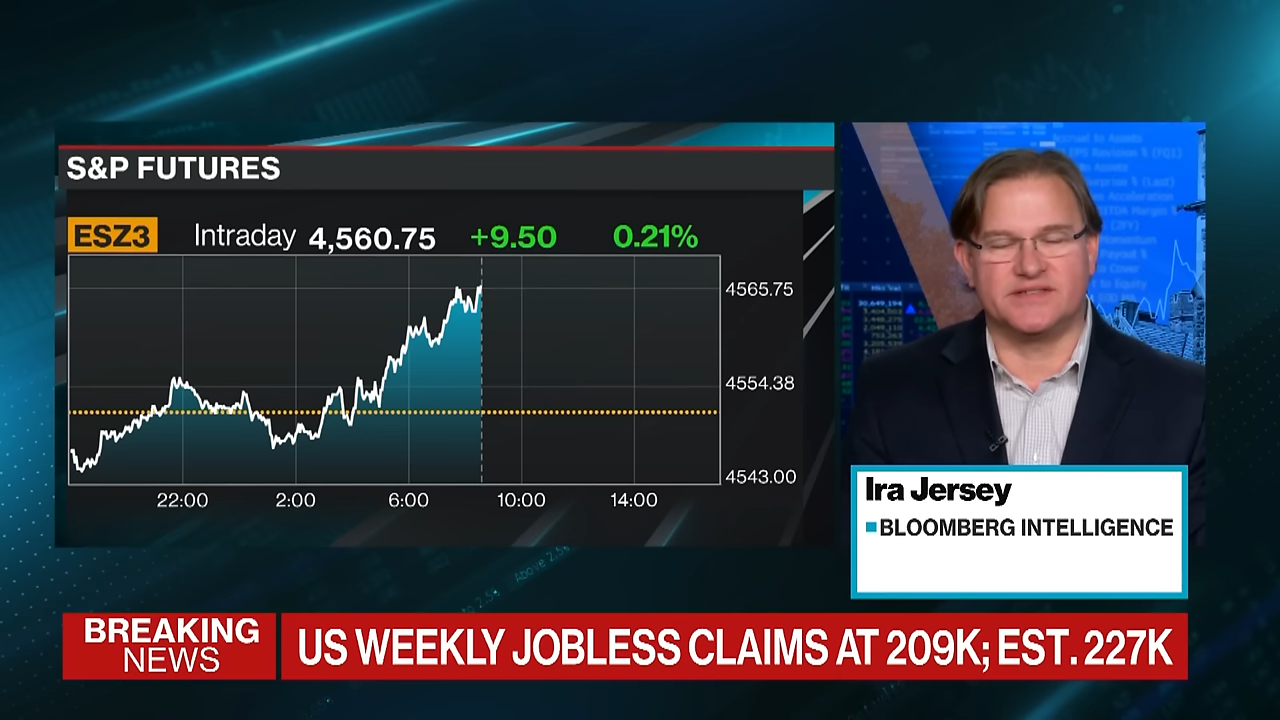 S&P FUTURES
ESZ3 Intraday 4,560.75 +9.50 0.21%
4565.75
4554.38
4543.00
22:00 2:00 6:00 10:00 14:00
Ira Jersey
BLOOMBERG INTELLIGENCE
BREAKING
NEWS
US WEEKLY JOBLESS CLAIMS AT 209K; EST. 227K